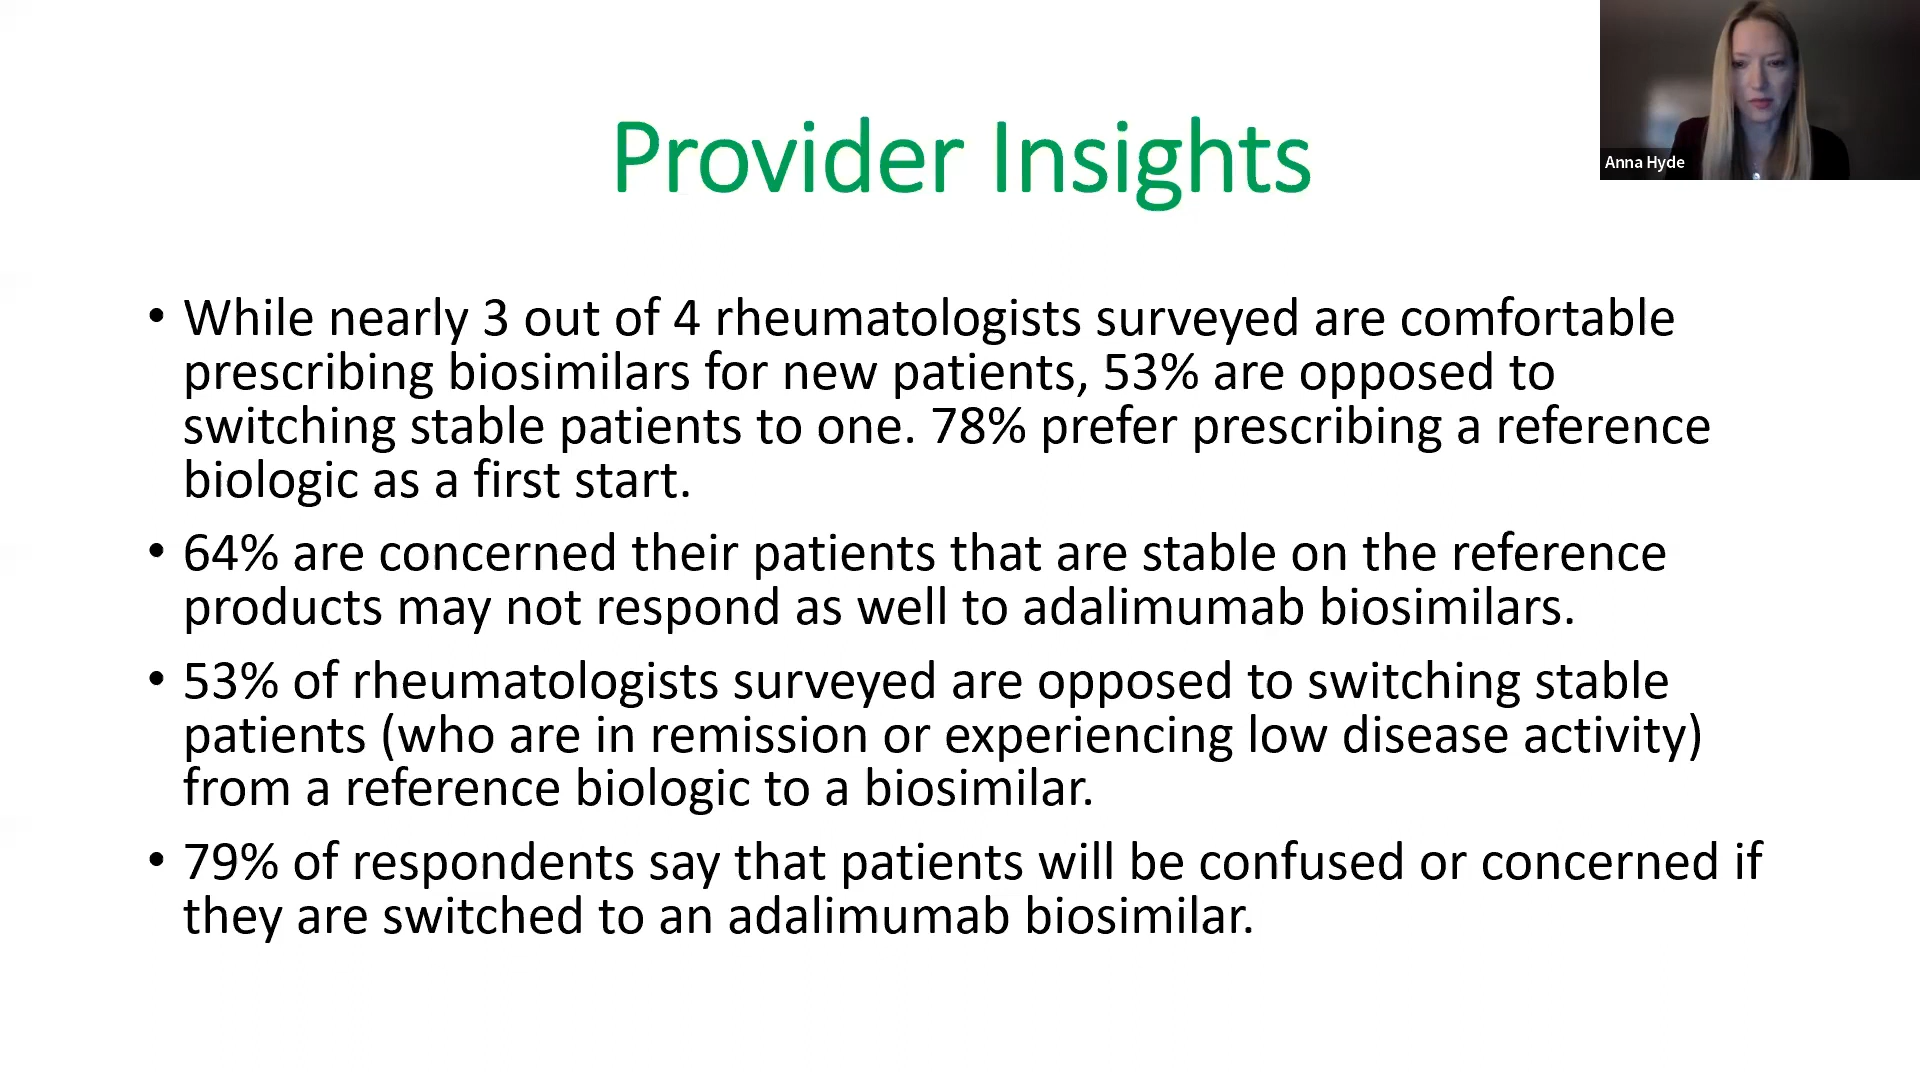 Provider Insights
Anna Hyde
• While nearly 3 out of 4 rheumatologists surveyed are comfortable
prescribing biosimilars for new patients, 53% are opposed to
switching stable patients to one. 78% prefer prescribing a reference
biologic as a first start.
• 64% are concerned their patients that are stable on the reference
products may not respond as well to adalimumab biosimilars.
• 53% of rheumatologists surveyed are opposed to switching stable
patients (who are in remission or experiencing low disease activity)
from a reference biologic to a biosimilar.
• 79% of respondents say that patients will be confused or concerned if
they are switched to an adalimumab biosimilar.